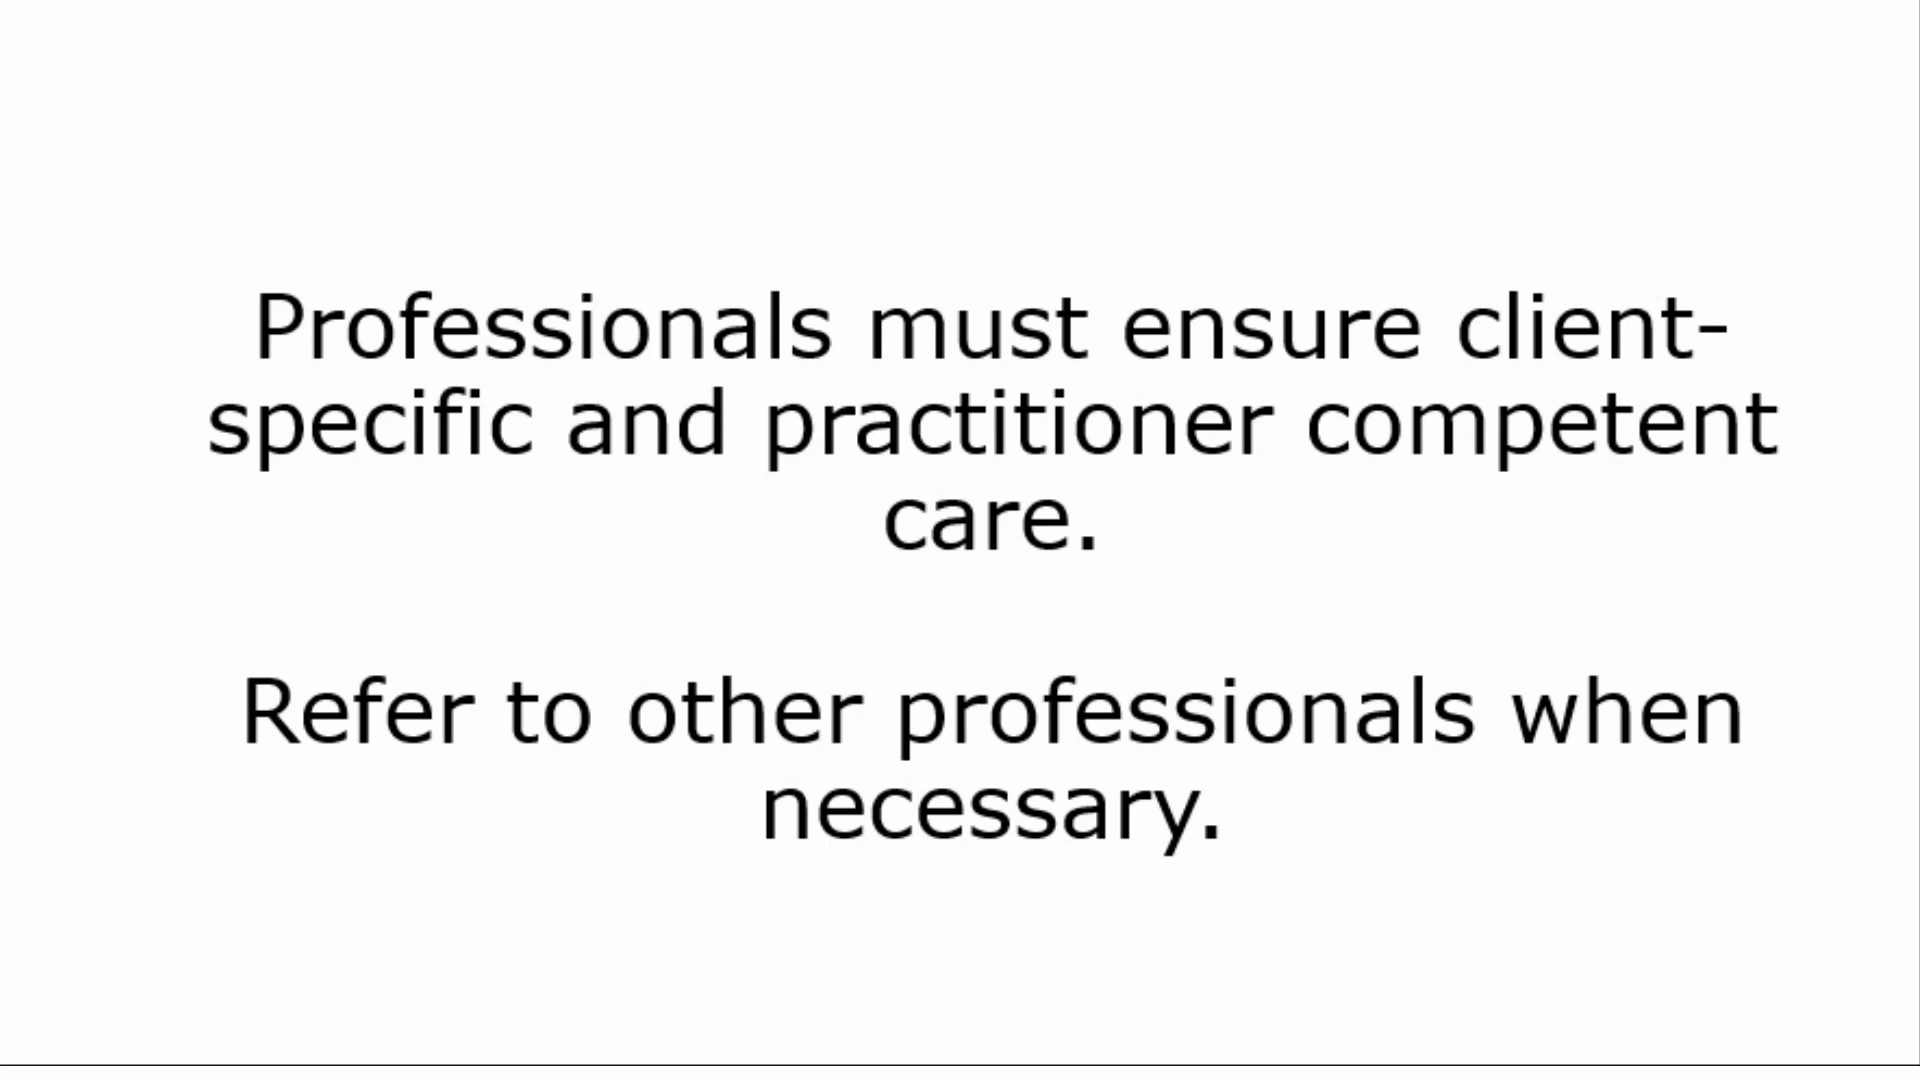 Professionals must ensure client-
specific and practitioner competent
care.
Refer to other professionals when
necessary.